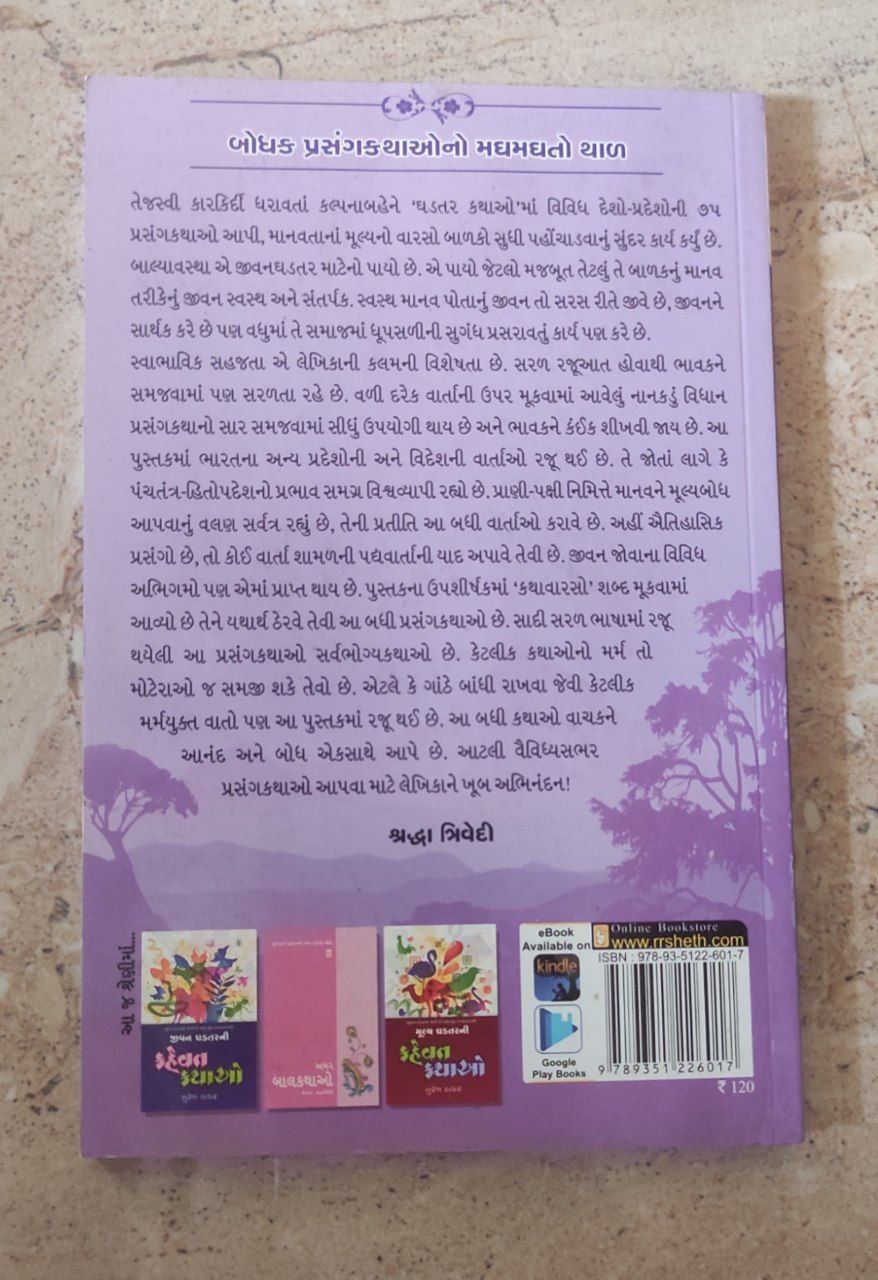 બોધક પ્રસંગકથાઓનો મઘમઘતો થાળ
તેજસ્વી કારકિર્દી ધરાવતાં કલ્પનાબહેને ‘ઘડતર કથાઓ’માં વિવિધ દેશો-પ્રદેશોની ૭૫
પ્રસંગકથાઓ આપી, માનવતાનાં મૂલ્યનો વારસો બાળકો સુધી પહોંચાડવાનું સુંદર કાર્ય કર્યું છે.
બાલ્યાવસ્થા એ જીવનઘડતર માટેનો પાયો છે. એ પાયો જેટલો મજબૂત તેટલું તે બાળકનું માનવ
તરીકેનું જીવન સ્વસ્થ અને સંતર્પક. સ્વસ્થ માનવ પોતાનું જીવન તો સરસ રીતે જીવે છે, જીવનને
સાર્થક કરે છે પણ વધુમાં તે સમાજમાં ધૂપસળીની સુગંધ પ્રસરાવતું કાર્ય પણ કરે છે.
સ્વાભાવિક સહજતા એ લેખિકાની કલમની વિશેષતા છે. સરળ રજૂઆત હોવાથી ભાવકને
સમજવામાં પણ સરળતા રહે છે. વળી દરેક વાર્તાની ઉપર મૂકવામાં આવેલું નાનકડું વિધાન
પ્રસંગકથાનો સાર સમજવામાં સીધું ઉપયોગી થાય છે અને ભાવકને કંઈક શીખવી જાય છે. આ
પુસ્તકમાં ભારતના અન્ય પ્રદેશોની અને વિદેશની વાર્તાઓ રજૂ થઈ છે. તે જોતાં લાગે કે
પંચતંત્ર-હિતોપદેશનો પ્રભાવ સમગ્ર વિશ્વવ્યાપી રહ્યો છે. પ્રાણી-પક્ષી નિમિત્તે માનવને મૂલ્યબોધ
આપવાનું વલણ સર્વત્ર રહ્યું છે, તેની પ્રતીતિ આ બધી વાર્તાઓ કરાવે છે. અહીં ઐતિહાસિક
પ્રસંગો છે, તો કોઈ વાર્તા શામળની પદ્યવાર્તાની યાદ અપાવે તેવી છે. જીવન જોવાના વિવિધ
અભિગમો પણ એમાં પ્રાપ્ત થાય છે. પુસ્તકના ઉપશીર્ષકમાં ‘કથાવારસો’ શબ્દ મૂકવામાં
આવ્યો છે તેને યથાર્થ ઠેરવે તેવી આ બધી પ્રસંગકથાઓ છે. સાદી સરળ ભાષામાં રજૂ
થયેલી આ પ્રસંગકથાઓ સર્વભોગ્યકથાઓ છે. કેટલીક કથાઓનો મર્મ તો
મોટેરાઓ જ સમજી શકે તેવો છે. એટલે કે ગાંઠે બાંધી રાખવા જેવી કેટલીક
મર્મયુક્ત વાતો પણ આ પુસ્તકમાં રજૂ થઈ છે. આ બધી કથાઓ વાચકને
આનંદ અને બોધ એકસાથે આપે છે. આટલી વૈવિધ્યસભર
પ્રસંગકથાઓ આપવા માટે લેખિકાને ખૂબ અભિનંદન!
શ્રદ્ધા ત્રિવેદી
આ જ શ્રેણીમાં...
જીવન ઘડતરની
કહેવત
કથાઓ
સુરેશ ઠાકર
અમર
બાલકથાઓ
મૂલ્ય ઘડતરની
કહેવત
કથાઓ
સુરેશ ઠાકર
eBook
Available on
kindle
Google
Play Books
Online Bookstore
www.rrsheth.com
ISBN : 978-93-5122-601-7
9 789351 226017
₹ 120